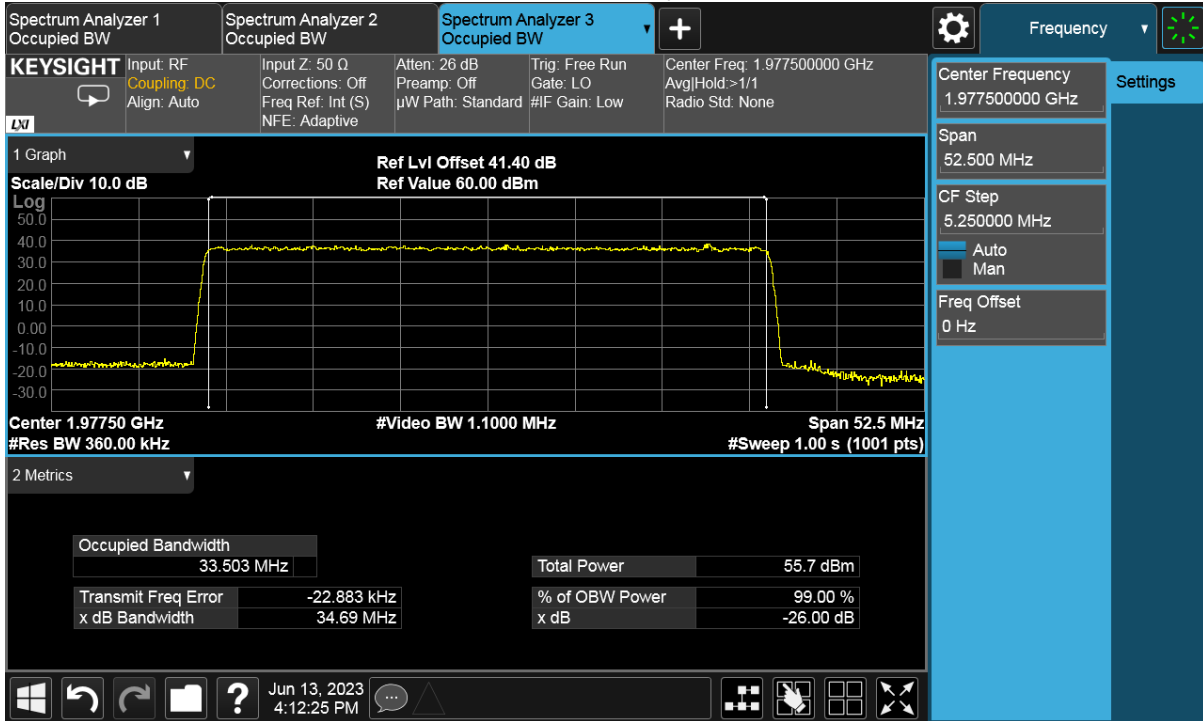 Spectrum Analyzer 1
Occupied BW
Spectrum Analyzer 2
Occupied BW
Spectrum Analyzer 3
Occupied BW
Frequency
KEYSIGHT
LXI
Input: RF
Coupling: DC
Align: Auto
Input Z: 50 Ω
Corrections: Off
Freq Ref: Int (S)
NFE: Adaptive
Atten: 26 dB
Preamp: Off
µW Path: Standard
Trig: Free Run
Gate: LO
#IF Gain: Low
Center Freq: 1.977500000 GHz
Avg|Hold:>1/1
Radio Std: None
1 Graph
Scale/Div 10.0 dB
Ref Lvl Offset 41.40 dB
Ref Value 60.00 dBm
Log
50.0
40.0
30.0
20.0
10.0
0.00
-10.0
-20.0
-30.0
Center 1.97750 GHz
#Res BW 360.00 kHz
#Video BW 1.1000 MHz
Span 52.5 MHz
#Sweep 1.00 s (1001 pts)
2 Metrics
Occupied Bandwidth
33.503 MHz
Transmit Freq Error -22.883 kHz
x dB Bandwidth 34.69 MHz
Total Power 55.7 dBm
% of OBW Power 99.00 %
x dB -26.00 dB
Center Frequency
1.977500000 GHz
Span
52.500 MHz
CF Step
5.250000 MHz
Auto
Man
Freq Offset
0 Hz
Settings
?
Jun 13, 2023
4:12:25 PM